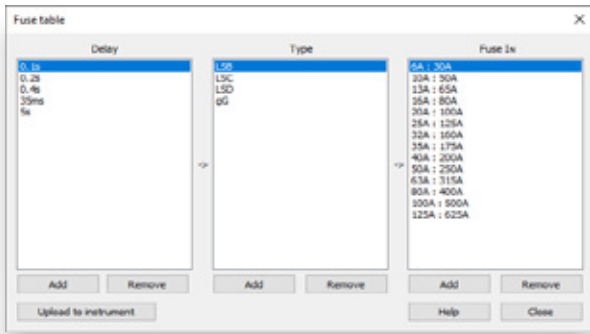 Fuse table
Delay
Type
Fuse In
0.1s
0.2s
0.4s
35ms
5s
LSB
LSC
LSD
gG
6A : 30A
10A : 50A
13A : 65A
16A : 80A
20A : 100A
25A : 125A
32A : 160A
35A : 175A
40A : 200A
50A : 250A
63A : 315A
80A : 400A
100A : 500A
125A : 625A
Add
Remove
Add
Remove
Add
Remove
Upload to instrument
Help
Close